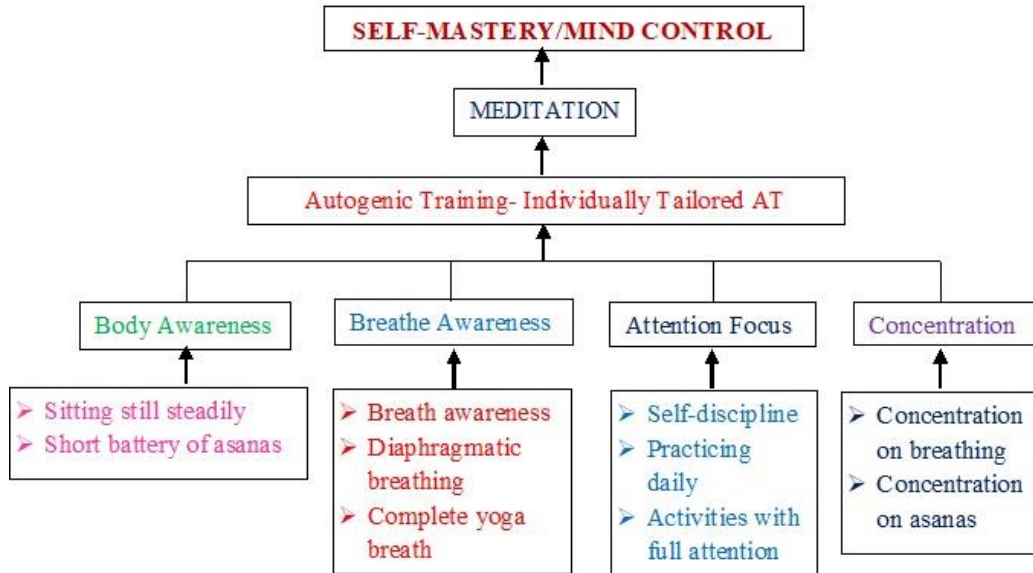 SELF-MASTERY/MIND CONTROL
MEDITATION
Autogenic Training- Individually Tailored AT
Body Awareness
Breathe Awareness
Attention Focus
Concentration
➢ Sitting still steadily
➢ Short battery of asanas
➢ Breath awareness
➢ Diaphragmatic
breathing
➢ Complete yoga
breath
➢ Self-discipline
➢ Practicing
daily
➢ Activities with
full attention
➢ Concentration
on breathing
➢ Concentration
on asanas